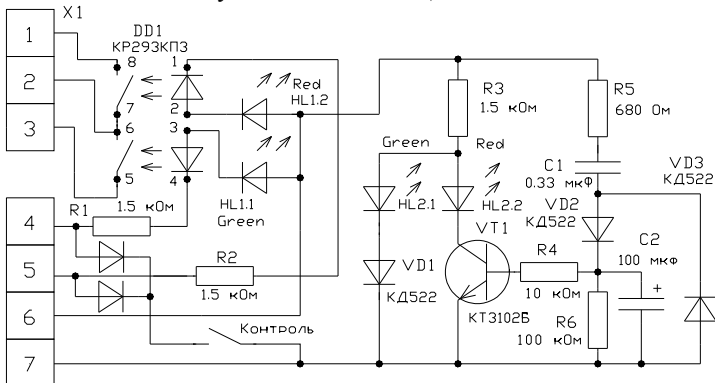 X1
1
2
3
4
5
6
7
DD1
КР293КП3
8
1
7
2
6
3
5
4
Red
HL1.2
HL1.1
Green
R1
1.5 кОм
R2
1.5 кОм
Контроль
R3
1.5 кОм
Green
Red
HL2.1
HL2.2
VD1
КД522
VT1
КТ3102Б
R4
10 кОм
R5
680 Ом
C1
0.33 мкФ
VD2
КД522
VD3
КД522
C2
100 мкФ
+
R6
100 кОм